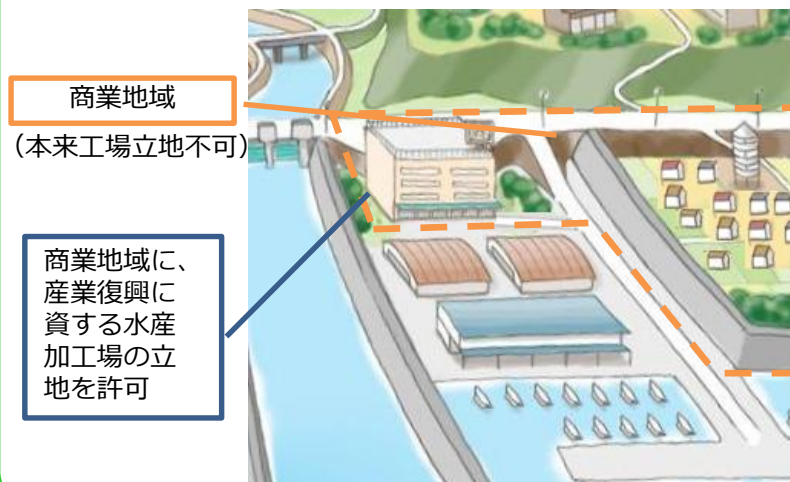 商業地域
（本来工場立地不可）
商業地域に、
産業復興に
資する水産
加工場の立
地を許可